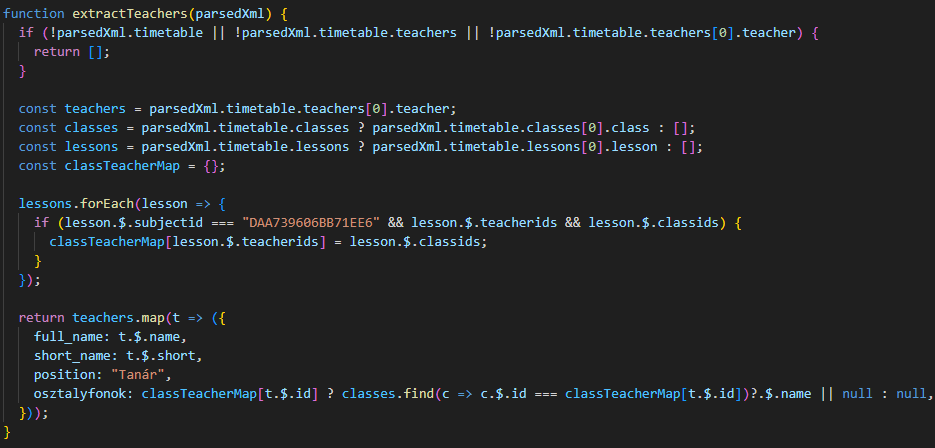 function extractTeachers(parsedXml) {
if (!parsedXml.timetable || !parsedXml.timetable.teachers || !parsedXml.timetable.teachers[0].teacher) {
return [];
}
const teachers = parsedXml.timetable.teachers[0].teacher;
const classes = parsedXml.timetable.classes ? parsedXml.timetable.classes[0].class : [];
const lessons = parsedXml.timetable.lessons ? parsedXml.timetable.lessons[0].lesson : [];
const classTeacherMap = {};
lessons.forEach(lesson => {
if (lesson.$.subjectid === "DAA739606BB71EE6" && lesson.$.teacherids && lesson.$.classids) {
classTeacherMap[lesson.$.teacherids] = lesson.$.classids;
}
});
return teachers.map(t => ({
full_name: t.$.name,
short_name: t.$.short,
position: "Tanár",
osztalyfonok: classTeacherMap[t.$.id] ? classes.find(c => c.$.id === classTeacherMap[t.$.id])?.$.name || null : null,
}));
}